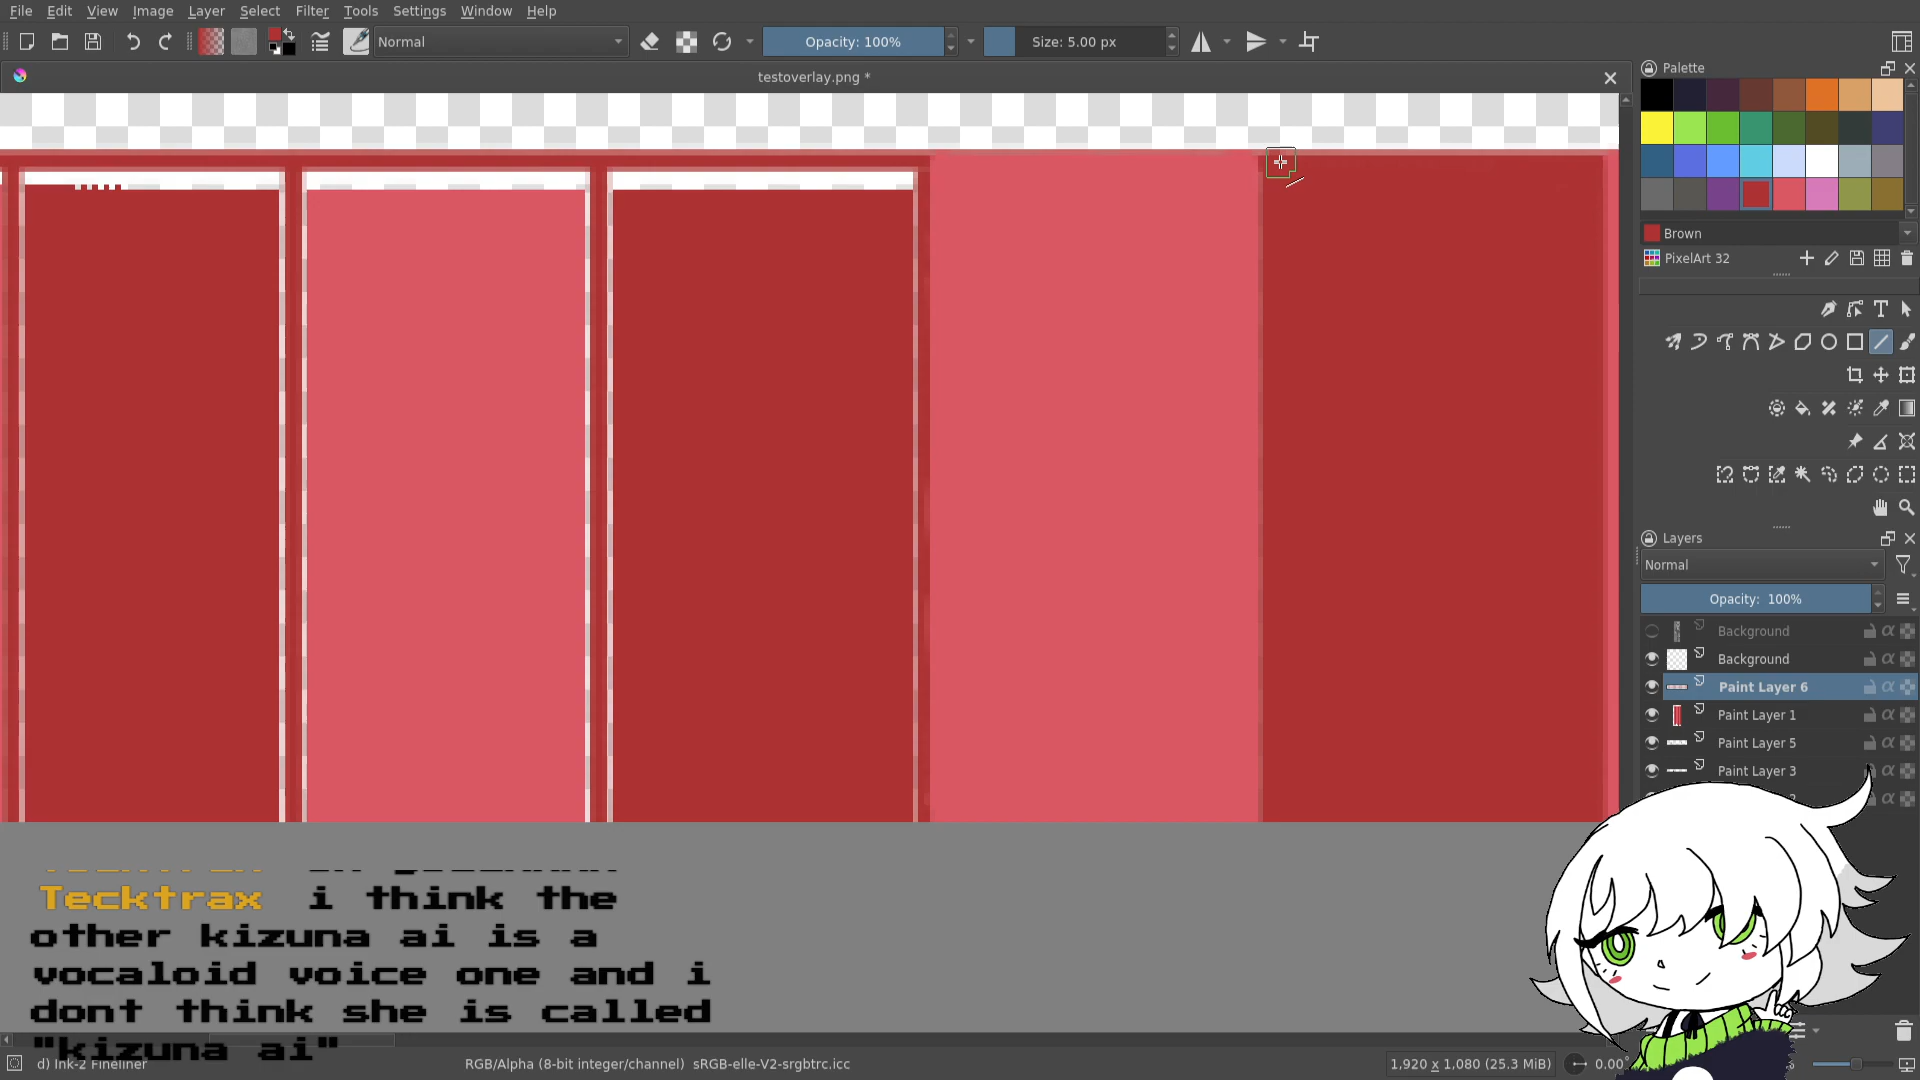 File Edit View Image Layer Select Filter Tools Settings Window Help
Normal Opacity: 100% Size: 5.00 px
testoverlay.png *
Palette
Brown
PixelArt 32
Layers
Normal
Opacity: 100%
Background
Background
Paint Layer 6
Paint Layer 1
Paint Layer 5
Paint Layer 3
Tecktrax i think the
other kizuna ai is a
vocaloid voice one and i
dont think she is called
"kizuna ai"
d) Ink-2 Fineliner RGB/Alpha (8-bit integer/channel) sRGB-elle-V2-srgbtrc.icc 1,920 x 1,080 (25.3 MiB) 0.00°